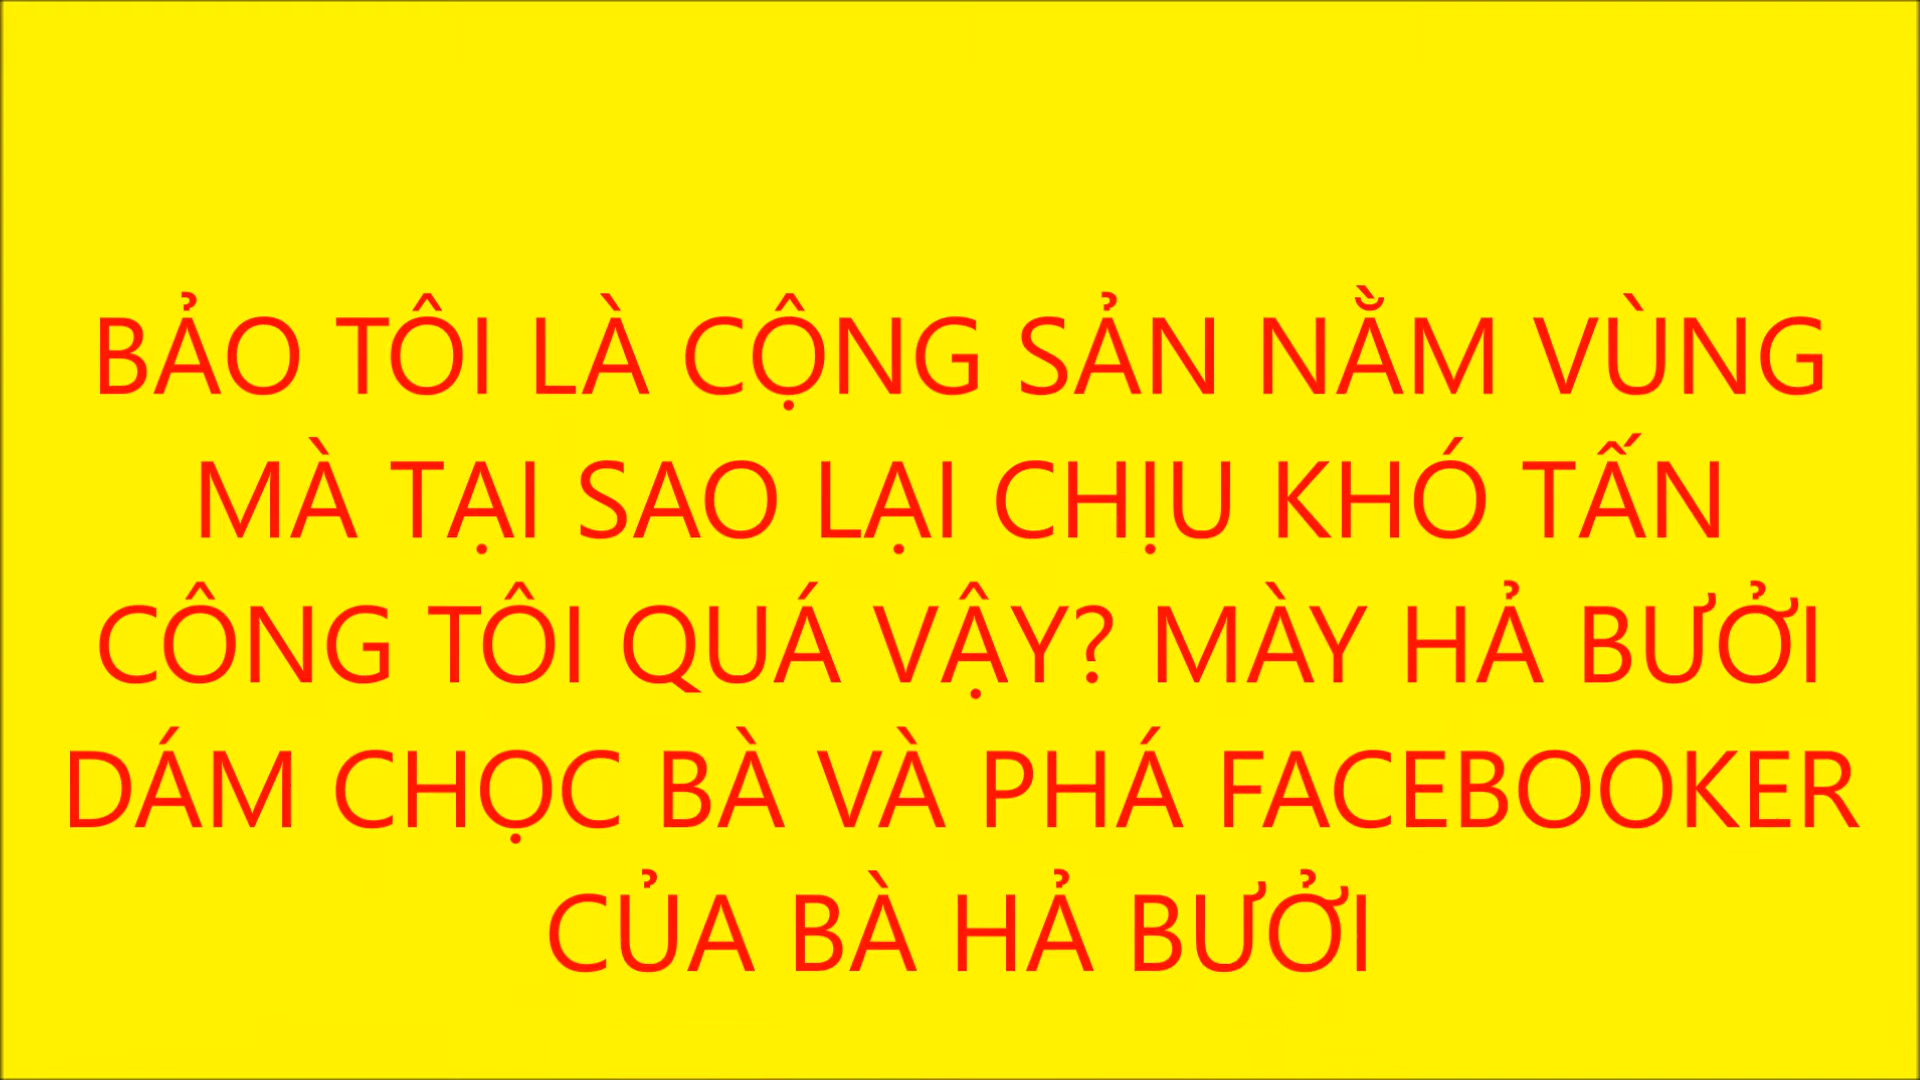 BẢO TÔI LÀ CỘNG SẢN NẰM VÙNG
MÀ TẠI SAO LẠI CHỊU KHÓ TẤN
CÔNG TÔI QUÁ VẬY? MÀY HẢ BƯỞI
DÁM CHỌC BÀ VÀ PHÁ FACEBOOKER
CỦA BÀ HẢ BƯỞI